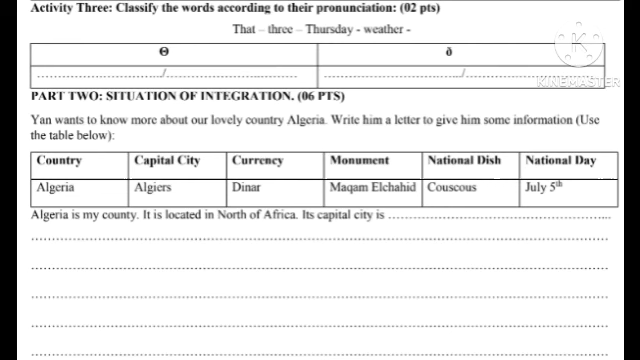 Activity Three: Classify the words according to their pronunciation: (02 pts)
That – three – Thursday - weather -
Θ ð
……………………………/…………………………… ……………………………/……………………………
KINEMASTER
PART TWO: SITUATION OF INTEGRATION. (06 PTS)
Yan wants to know more about our lovely country Algeria. Write him a letter to give him some information (Use
the table below):
Country Capital City Currency Monument National Dish National Day
Algeria Algiers Dinar Maqam Elchahid Couscous July 5th
Algeria is my county. It is located in North of Africa. Its capital city is ……………………………………